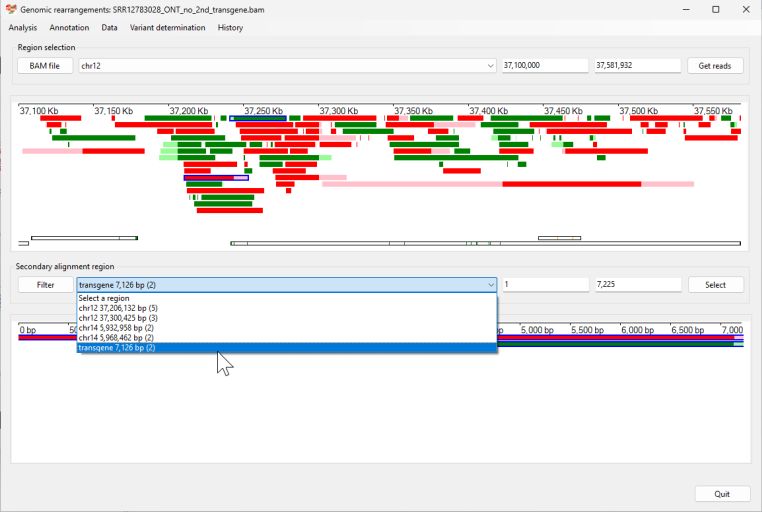 Genomic rearrangements: SRR12783028_ONT_no_2nd_transgene.bam
Analysis Annotation Data Variant determination History
Region selection
BAM file chr12 37,100,000 37,581,932 Get reads
37,100 Kb 37,150 Kb 37,200 Kb 37,250 Kb 37,300 Kb 37,350 Kb 37,400 Kb 37,450 Kb 37,500 Kb 37,550 Kb
Secondary alignment region
Filter transgene 7,126 bp (2) 1 7,225 Select
Select a region
chr12 37,206,132 bp (5)
chr12 37,300,425 bp (3)
chr14 5,932,958 bp (2)
chr14 5,968,462 bp (2)
transgene 7,126 bp (2)
0 bp 5,000 bp 5,500 bp 6,000 bp 6,500 bp 7,000
Quit